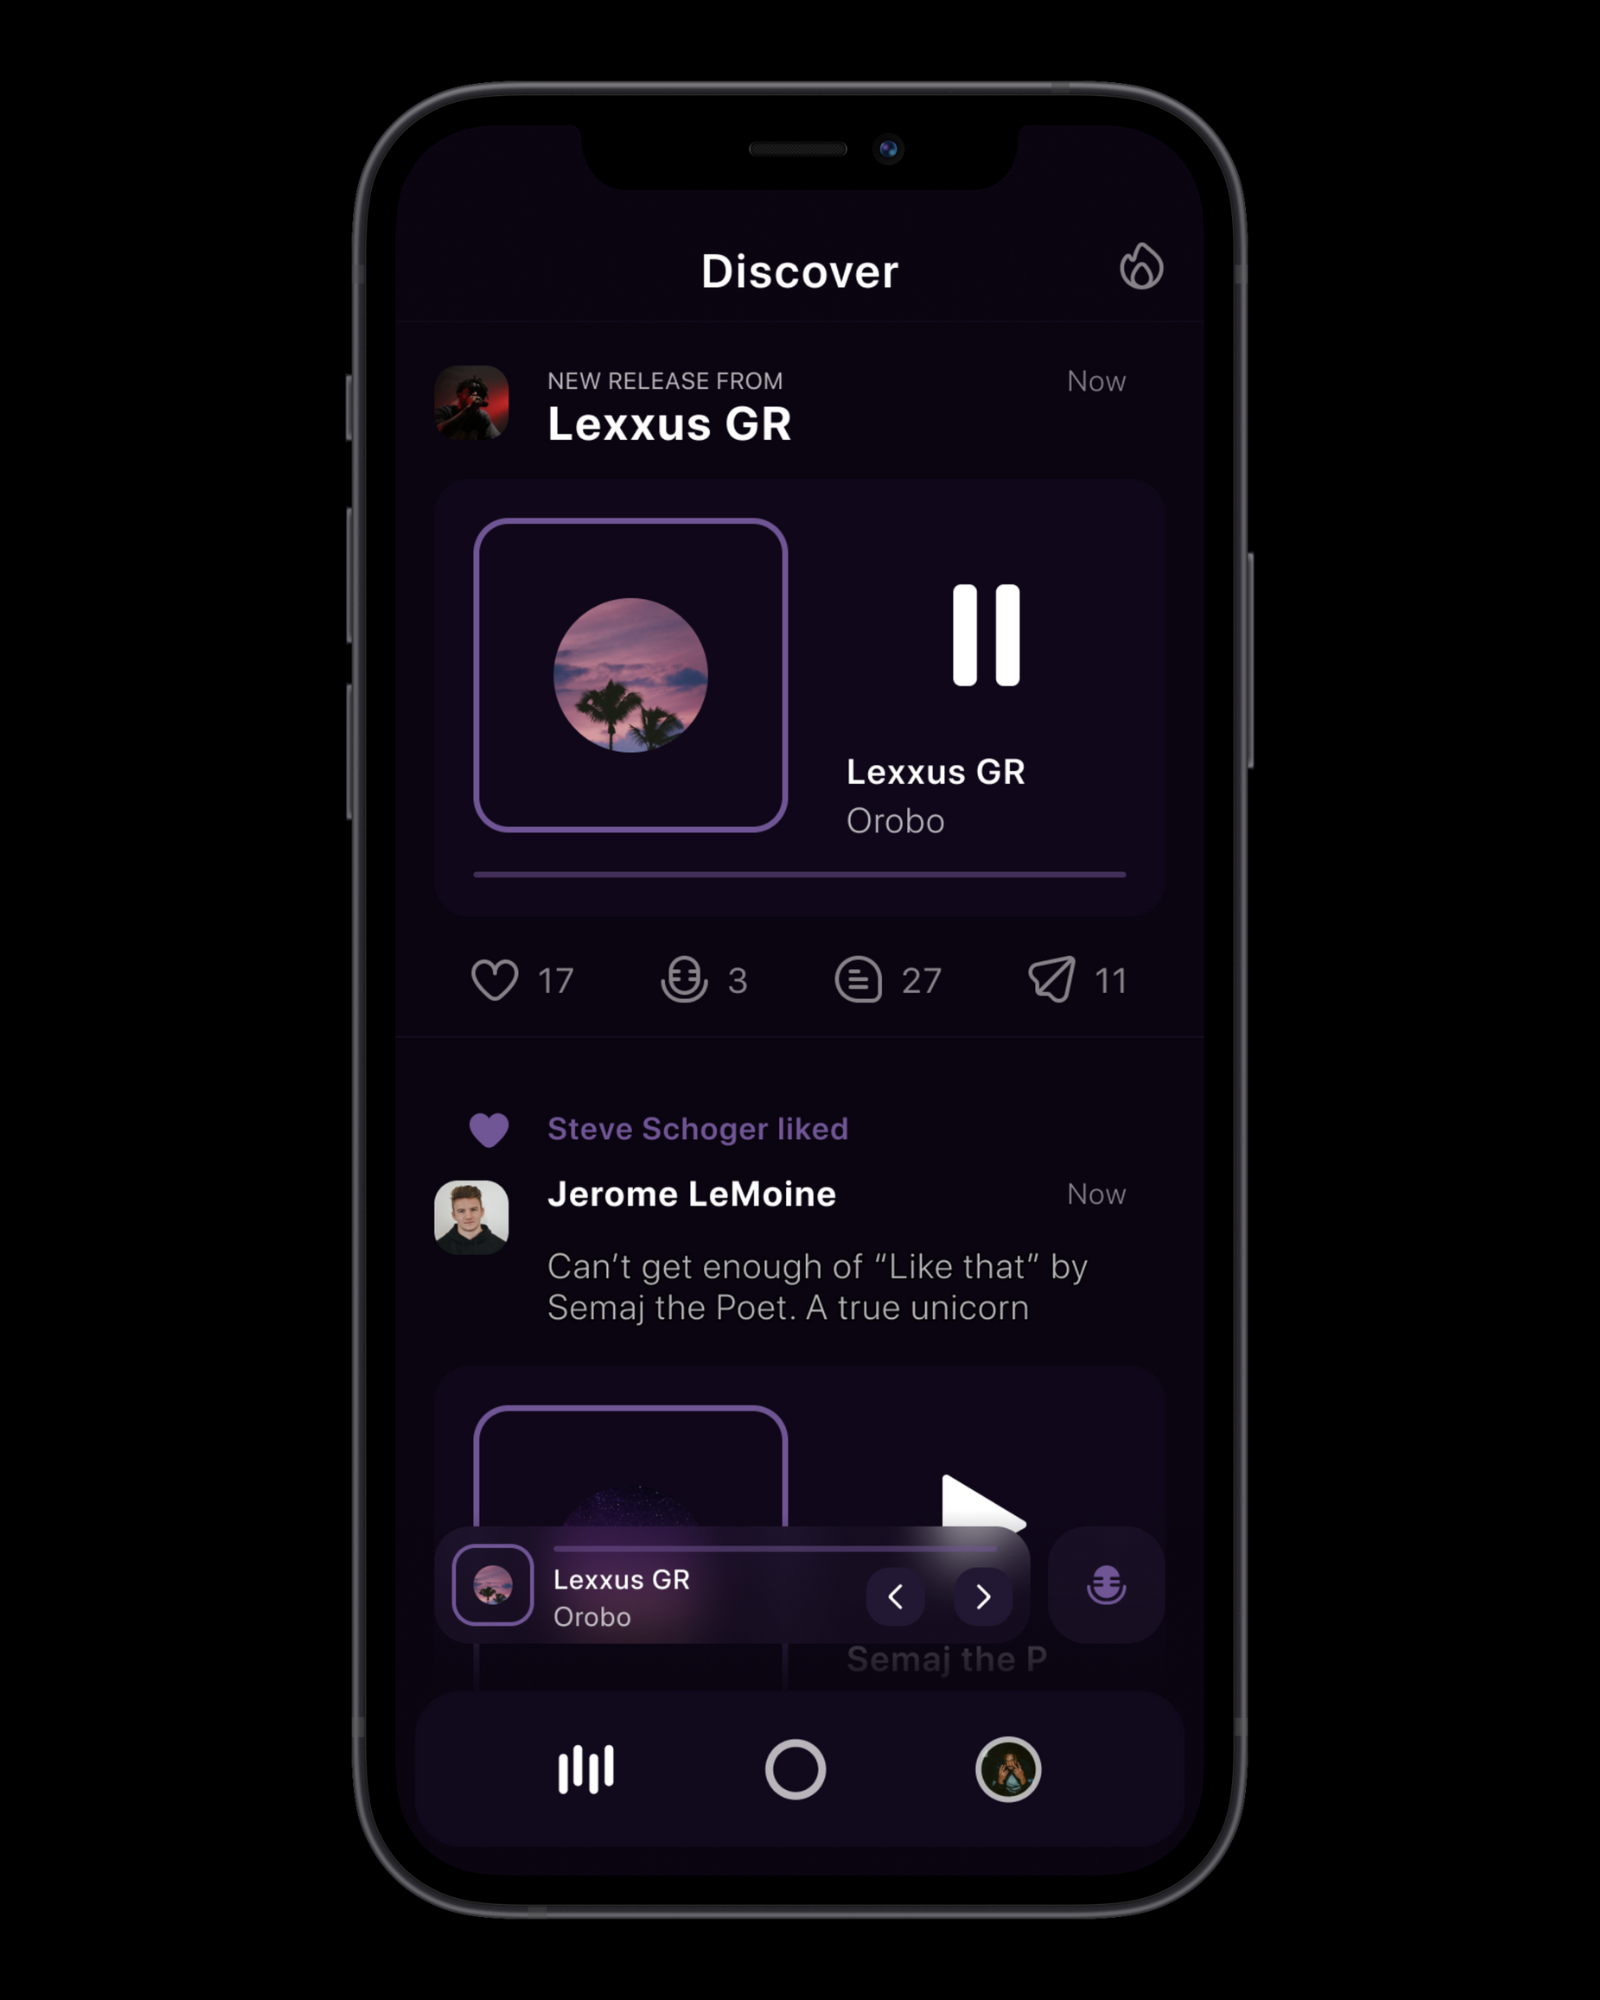 Discover
NEW RELEASE FROM
Now
Lexxus GR
Lexxus GR
Orobo
17
3
27
11
Steve Schoger liked
Jerome LeMoine
Now
Can’t get enough of “Like that” by
Semaj the Poet. A true unicorn
Lexxus GR
Orobo
Semaj the P